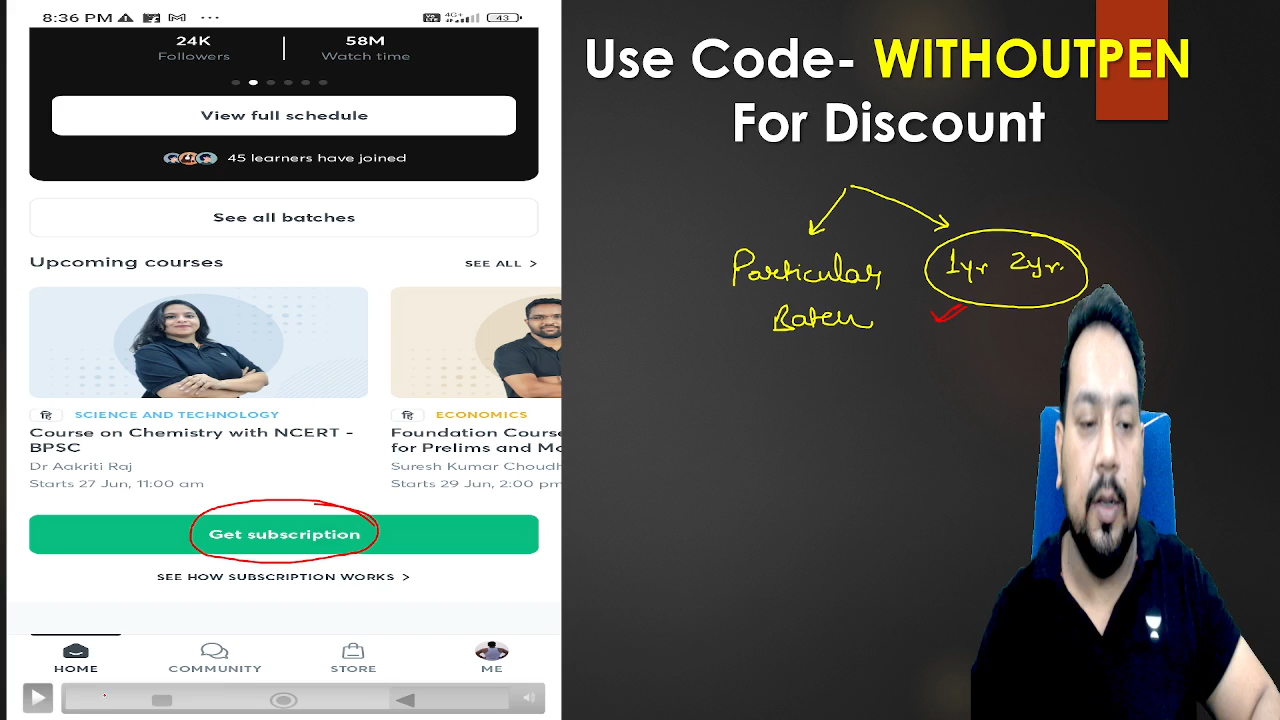 8:36 PM
4G+
43
24K
Followers
58M
Watch time
View full schedule
45 learners have joined
See all batches
Upcoming courses
SEE ALL >
हि SCIENCE AND TECHNOLOGY
Course on Chemistry with NCERT -
BPSC
Dr Aakriti Raj
Starts 27 Jun, 11:00 am
हि ECONOMICS
Foundation Course
for Prelims and Ma
Suresh Kumar Choudh
Starts 29 Jun, 2:00 pm
Get subscription
SEE HOW SUBSCRIPTION WORKS >
HOME
COMMUNITY
STORE
ME
Use Code- WITHOUTPEN
For Discount
Particular
Batch
1yr 2yr.